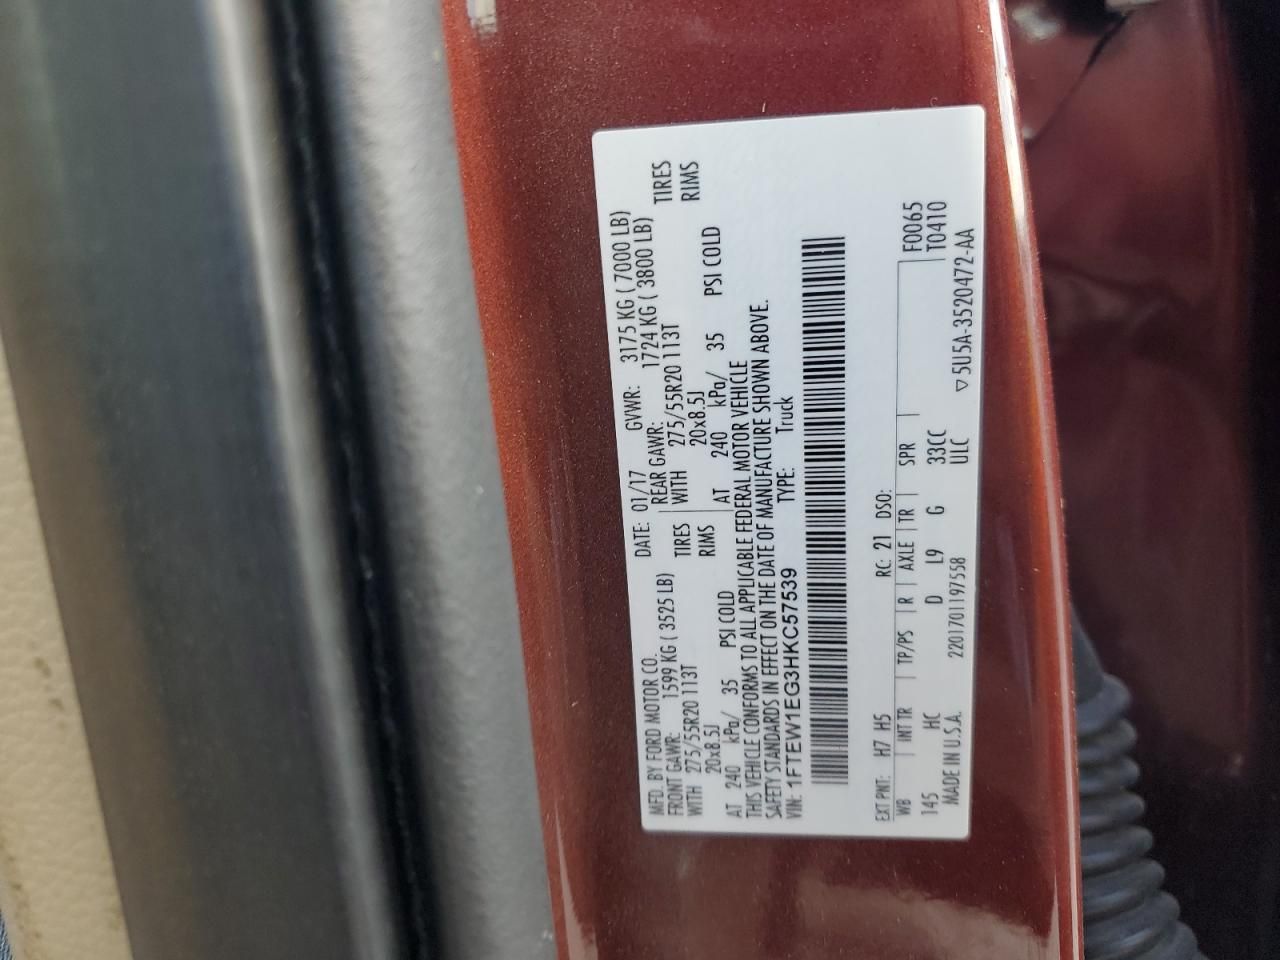 MFD. BY FORD MOTOR CO. DATE: 01/17 GVWR: 3175 KG ( 7000 LB)
FRONT GAWR: 1599 KG ( 3525 LB) REAR GAWR: 1724 KG ( 3800 LB)
WITH 275/55R20 113T TIRES WITH 275/55R20 113T TIRES
20x8.5J RIMS 20x8.5J RIMS
AT 240 kPa/ 35 PSI COLD AT 240 kPa/ 35 PSI COLD
THIS VEHICLE CONFORMS TO ALL APPLICABLE FEDERAL MOTOR VEHICLE
SAFETY STANDARDS IN EFFECT ON THE DATE OF MANUFACTURE SHOWN ABOVE.
VIN: 1FTEW1EG3HKC57539 TYPE: Truck
EXT PNT: H7 H5 RC: 21 DSO:
WB INT TR TP/PS R AXLE TR SPR F0065
145 HC D L9 G 33CC T0410
MADE IN U.S.A. 2201701197558 ULC ▽5U5A-3520472-AA